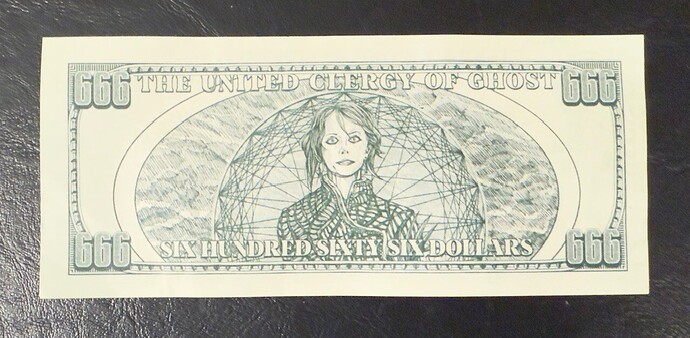 666 THE UNITED CLERGY OF GHOST 666
666 SIX HUNDRED SIXTY SIX DOLLARS 666